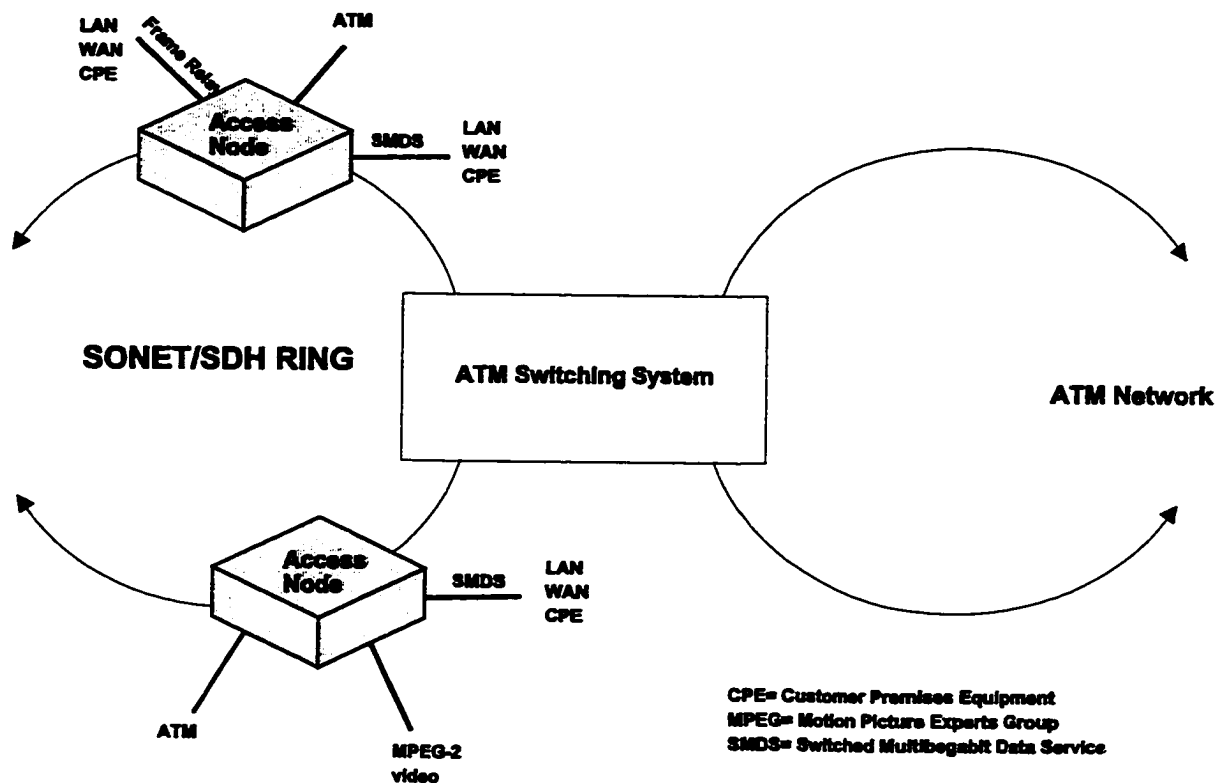 LAN
WAN
CPE
Frame Relay
ATM
Access
Node
SMDS
LAN
WAN
CPE
SONET/SDH RING
ATM Switching System
ATM Network
Access
Node
SMDS
LAN
WAN
CPE
ATM
MPEG-2
video
CPE= Customer Premises Equipment
MPEG= Motion Picture Experts Group
SMDS= Switched Multibegabit Data Service